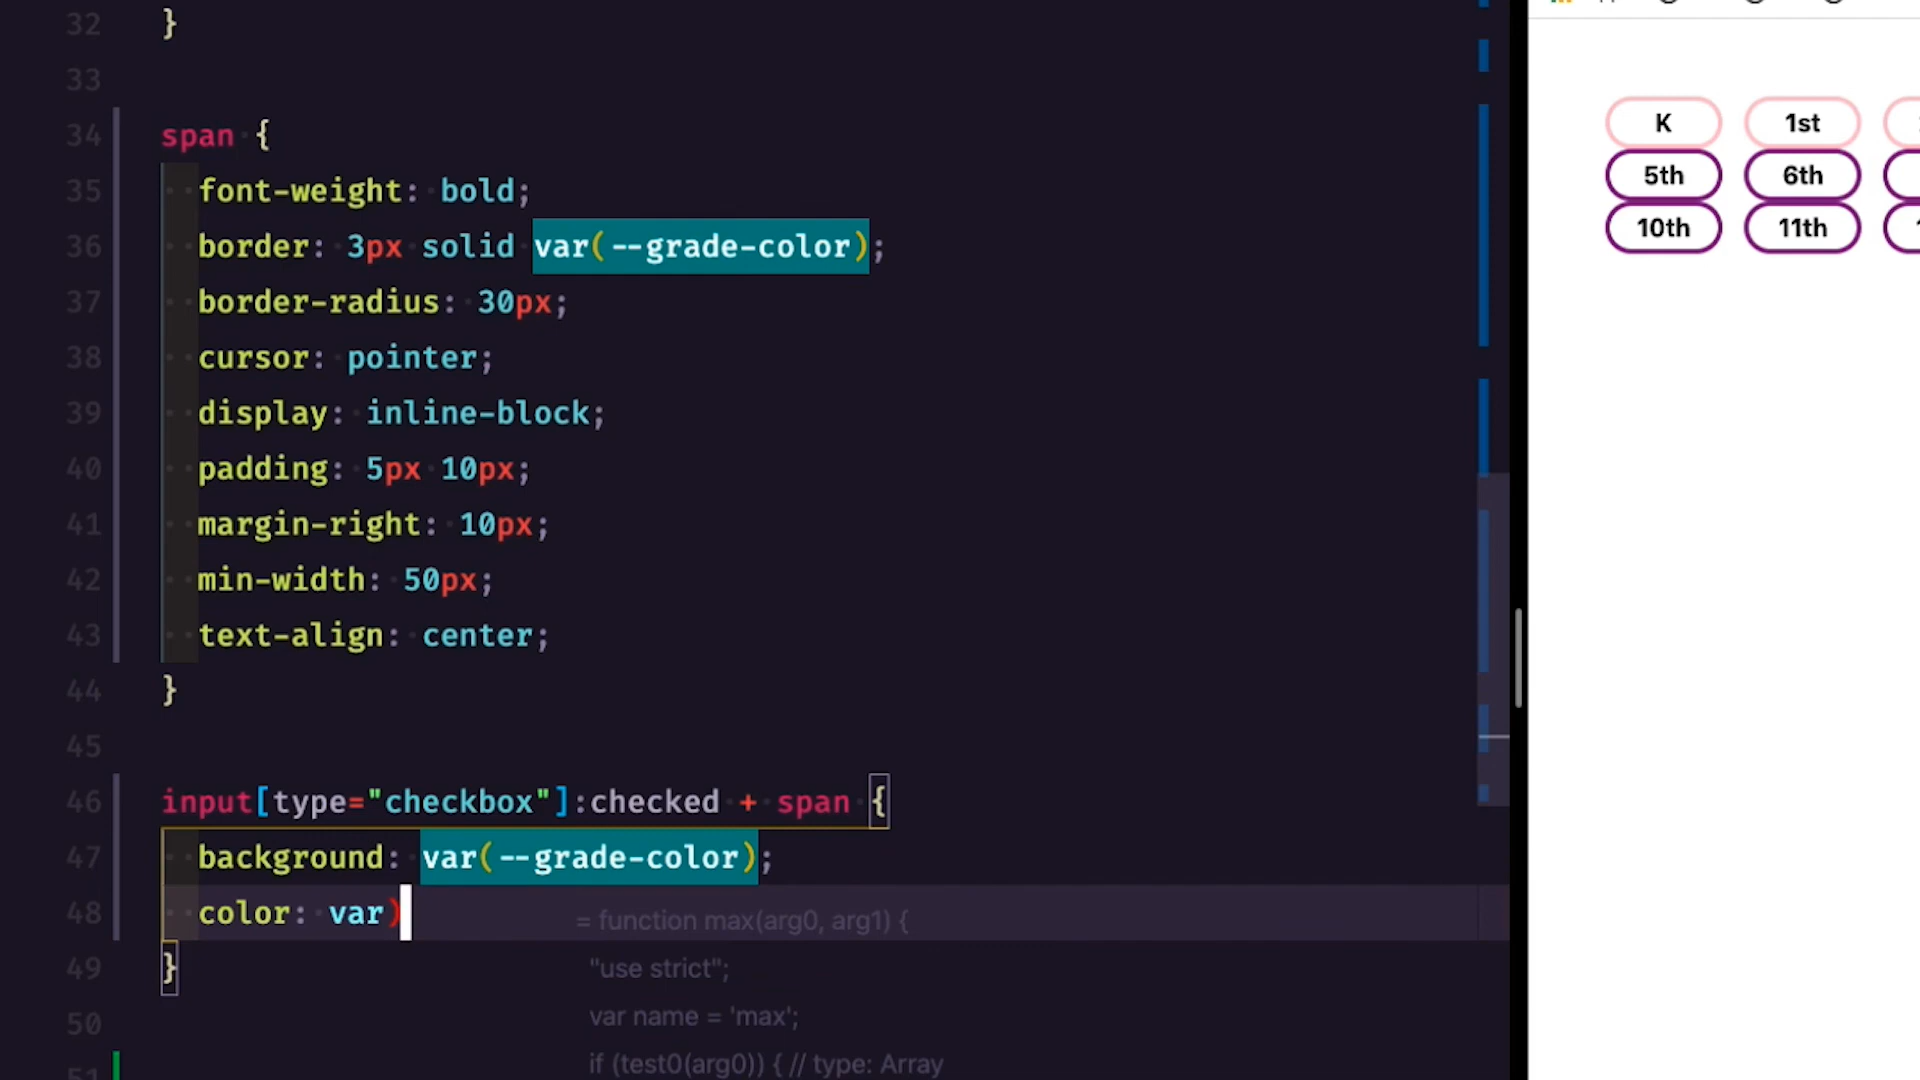 32 }
33
34 span {
35 font-weight: bold;
36 border: 3px solid var(--grade-color);
37 border-radius: 30px;
38 cursor: pointer;
39 display: inline-block;
40 padding: 5px 10px;
41 margin-right: 10px;
42 min-width: 50px;
43 text-align: center;
44 }
45
46 input[type="checkbox"]:checked + span {
47 background: var(--grade-color);
48 color: var) = function max(arg0, arg1) {
49 } "use strict";
50 var name = 'max';
51 if (test0(arg0)) { // type: Array
K 1st
5th 6th
10th 11th